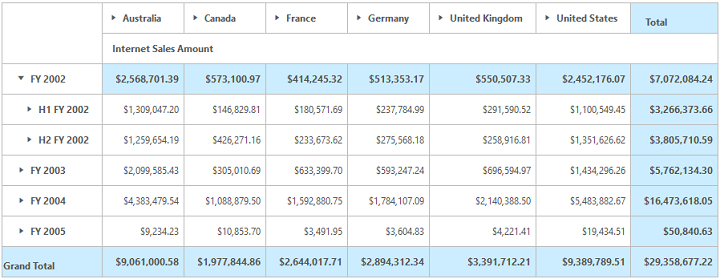 Australia Canada France Germany United Kingdom United States Total
Internet Sales Amount
FY 2002 $2,568,701.39 $573,100.97 $414,245.32 $513,353.17 $550,507.33 $2,452,176.07 $7,072,084.24
H1 FY 2002 $1,309,047.20 $146,829.81 $180,571.69 $237,784.99 $291,590.52 $1,100,549.45 $3,266,373.66
H2 FY 2002 $1,259,654.19 $426,271.16 $233,673.62 $275,568.18 $258,916.81 $1,351,626.62 $3,805,710.59
FY 2003 $2,099,585.43 $305,010.69 $633,399.70 $593,247.24 $696,594.97 $1,434,296.26 $5,762,134.30
FY 2004 $4,383,479.54 $1,088,879.50 $1,592,880.75 $1,784,107.09 $2,140,388.50 $5,483,882.67 $16,473,618.05
FY 2005 $9,234.23 $10,853.70 $3,491.95 $3,604.83 $4,221.41 $19,434.51 $50,840.63
Grand Total $9,061,000.58 $1,977,844.86 $2,644,017.71 $2,894,312.34 $3,391,712.21 $9,389,789.51 $29,358,677.22